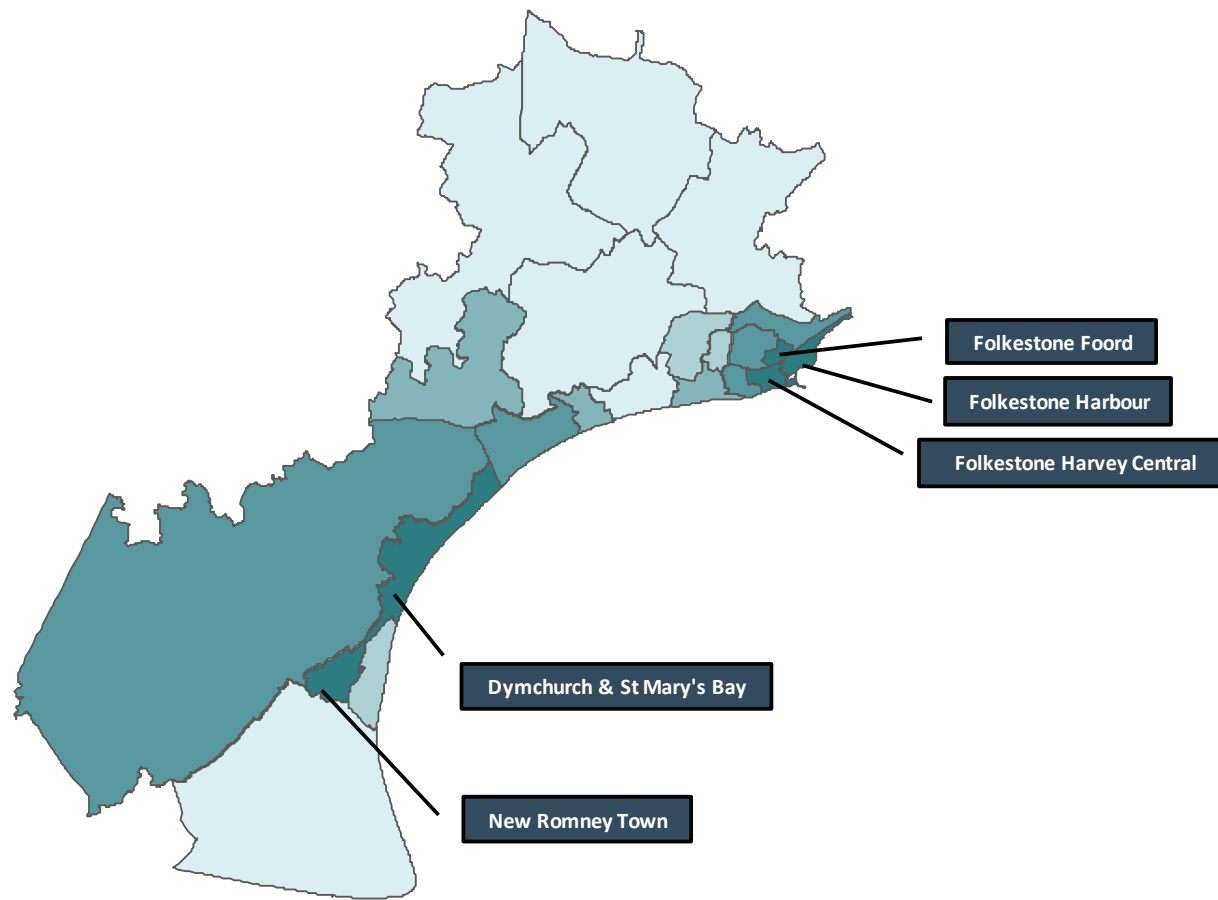 Folkestone Foord
Folkestone Harbour
Folkestone Harvey Central
Dymchurch & St Mary's Bay
New Romney Town